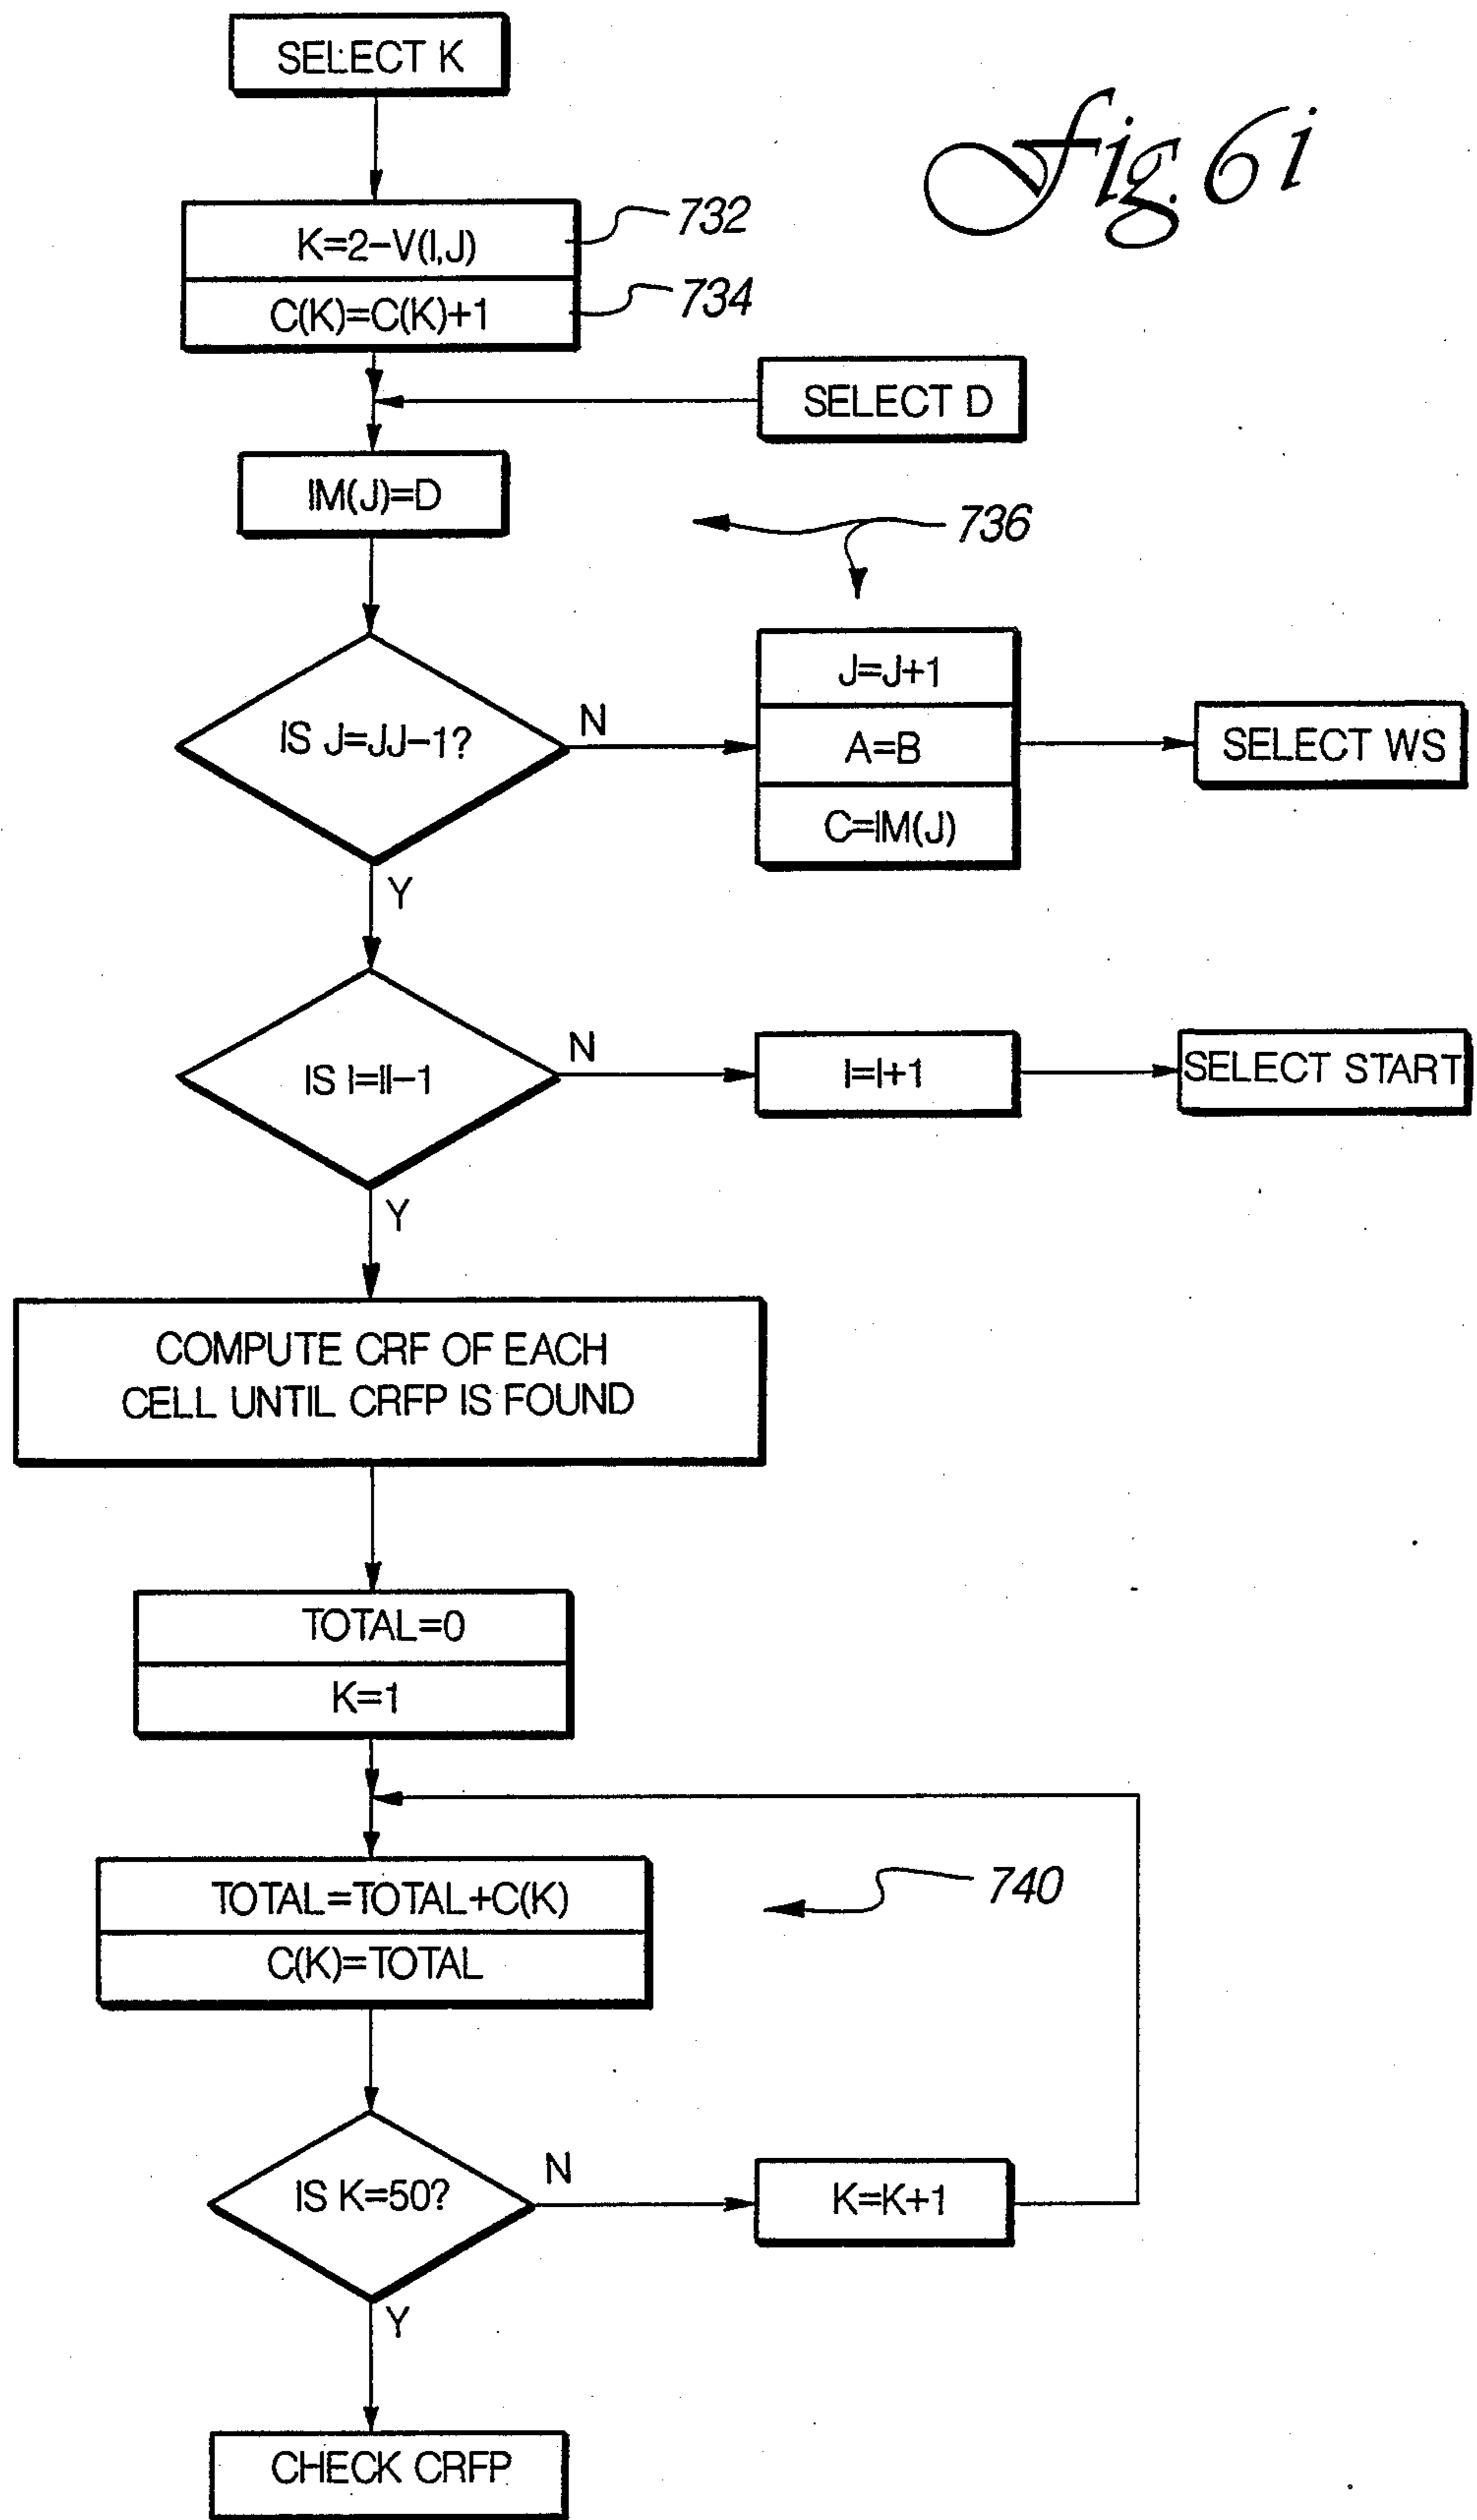 SELECT K
Fig. 6i
K=2-V(I,J)
732
C(K)=C(K)+1
734
SELECT D
IM(J)=D
736
IS J=JJ-1?
N
J=J+1
A=B
C=IM(J)
SELECT WS
Y
IS I=II-1
N
I=I+1
SELECT START
Y
COMPUTE CRF OF EACH
CELL UNTIL CRFP IS FOUND
TOTAL=0
K=1
TOTAL=TOTAL+C(K)
C(K)=TOTAL
740
IS K=50?
N
K=K+1
Y
CHECK CRFP